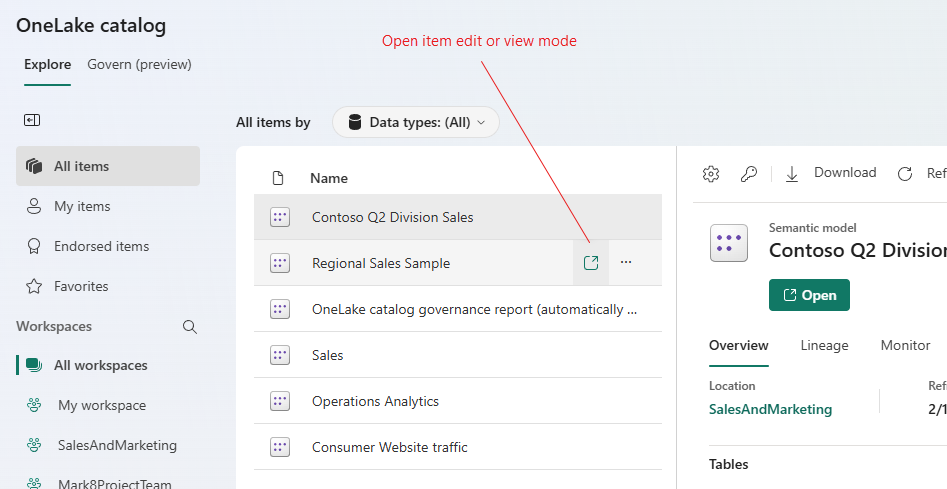 OneLake catalog
Open item edit or view mode
Explore Govern (preview)
All items by Data types: (All)
All items
My items
Endorsed items
Favorites
Workspaces
All workspaces
My workspace
SalesAndMarketing
Mark8ProjectTeam
Name
Contoso Q2 Division Sales
Regional Sales Sample
OneLake catalog governance report (automatically ...
Sales
Operations Analytics
Consumer Website traffic
Download Ref
Semantic model
Contoso Q2 Division
Open
Overview Lineage Monitor
Location Refr
SalesAndMarketing 2/1
Tables